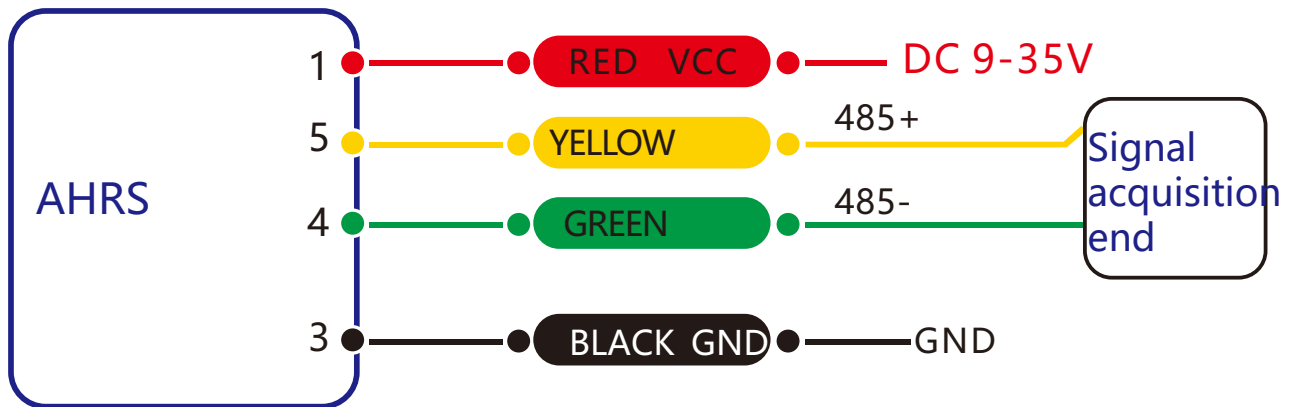 AHRS
1 RED VCC DC 9-35V
5 YELLOW 485+
4 GREEN 485-
3 BLACK GND GND
Signal
acquisition
end